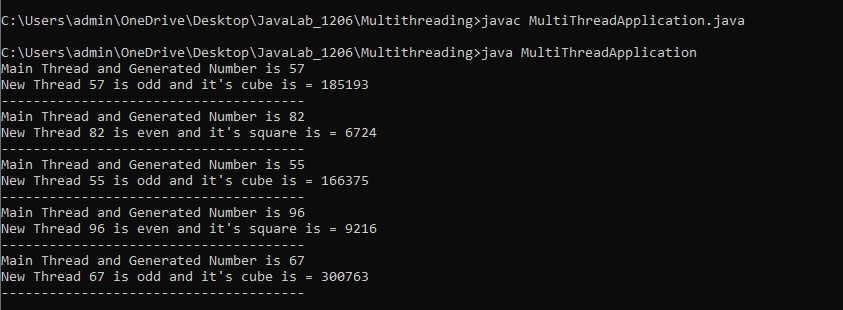 C:\Users\admin\OneDrive\Desktop\JavaLab_1206\Multithreading>javac MultiThreadApplication.java
C:\Users\admin\OneDrive\Desktop\JavaLab_1206\Multithreading>java MultiThreadApplication
Main Thread and Generated Number is 57
New Thread 57 is odd and it's cube is = 185193
--------------------------------------
Main Thread and Generated Number is 82
New Thread 82 is even and it's square is = 6724
--------------------------------------
Main Thread and Generated Number is 55
New Thread 55 is odd and it's cube is = 166375
--------------------------------------
Main Thread and Generated Number is 96
New Thread 96 is even and it's square is = 9216
--------------------------------------
Main Thread and Generated Number is 67
New Thread 67 is odd and it's cube is = 300763
--------------------------------------